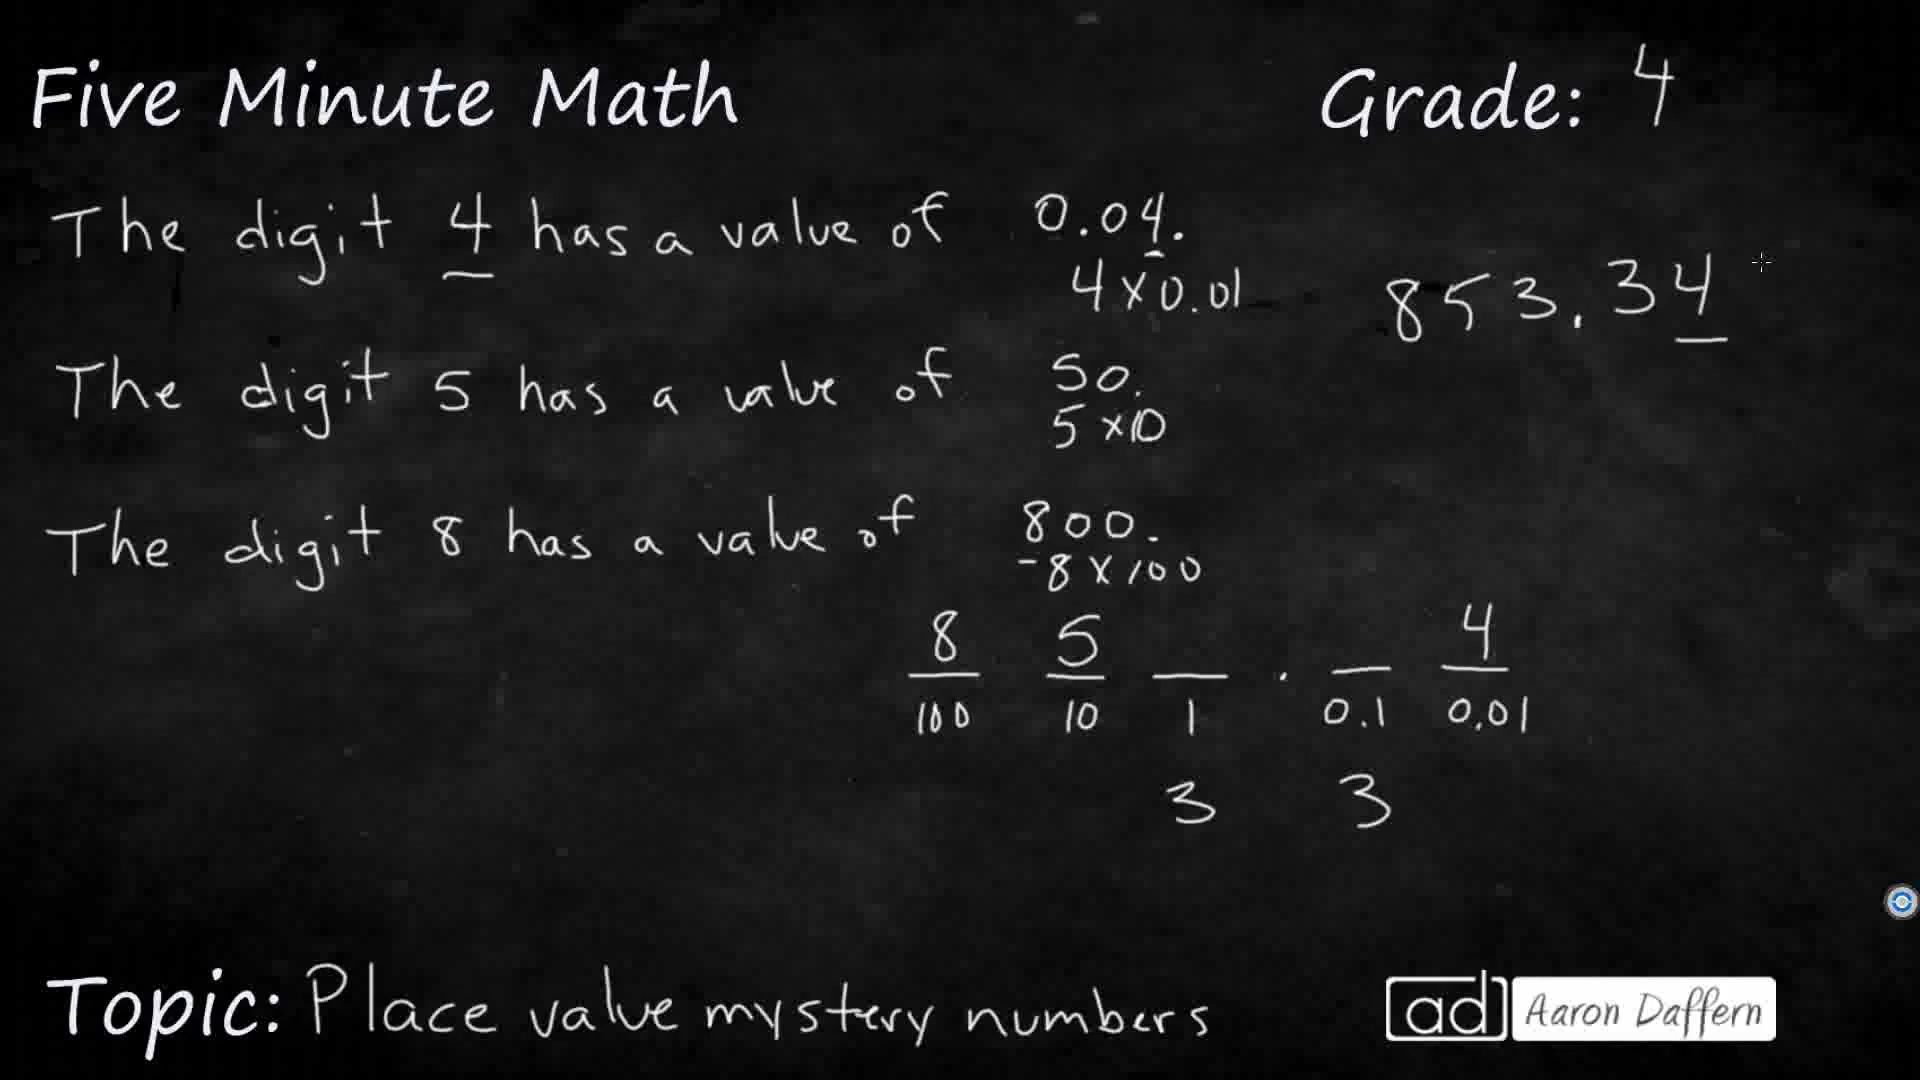 Five Minute Math
Grade: 4
The digit 4 has a value of 0.04.
4 x 0.01
853.34
The digit 5 has a value of 50.
5 x 10
The digit 8 has a value of 800.
- 8 x 100
8 5 _ . _ 4
100 10 1 0.1 0.01
3 3
Topic: Place value mystery numbers
ad Aaron Daffern